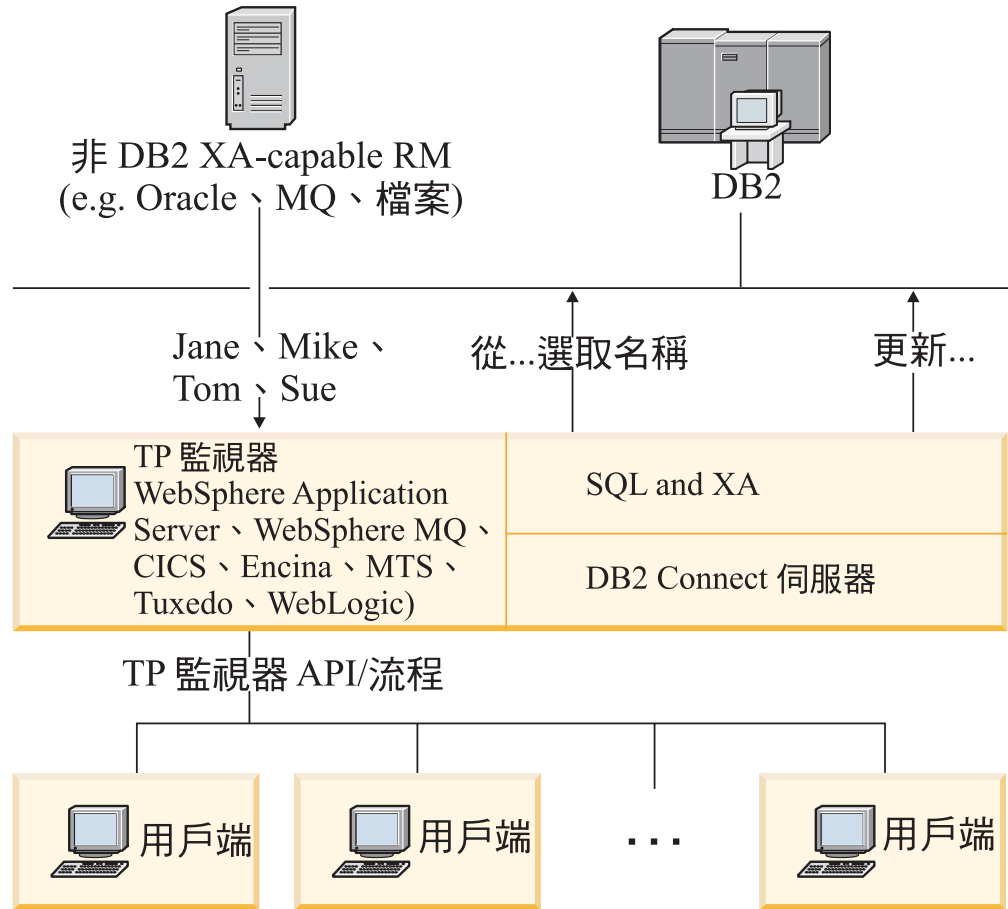 非 DB2 XA-capable RM
(e.g. Oracle、MQ、檔案)
DB2
Jane、Mike、
Tom、Sue
從...選取名稱
更新...
TP 監視器
WebSphere Application
Server、WebSphere MQ、
CICS、Encina、MTS、
Tuxedo、WebLogic)
SQL and XA
DB2 Connect 伺服器
TP 監視器 API/流程
用戶端
用戶端
...
用戶端